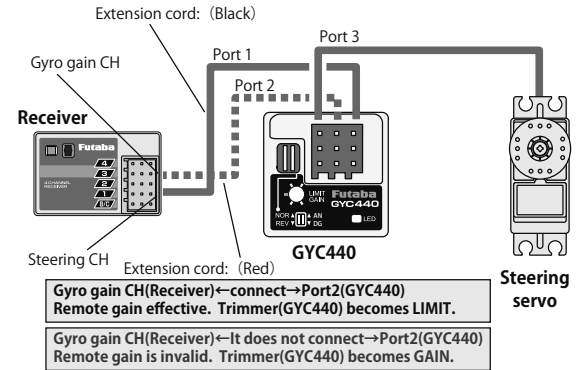 Extension cord:（Black）
Port 3
Port 1
Gyro gain CH
Port 2
Receiver
Futaba
4
3
2
1
B/C
4 CHANNEL
RECEIVER
LIMIT
GAIN
Futaba
GYC440
NOR AN
REV DG
LED
GYC440
Steering CH
Extension cord:（Red）
Steering
servo
Gyro gain CH(Receiver)←connect→Port2(GYC440)
Remote gain effective. Trimmer(GYC440) becomes LIMIT.
Gyro gain CH(Receiver)←It does not connect→Port2(GYC440)
Remote gain is invalid. Trimmer(GYC440) becomes GAIN.